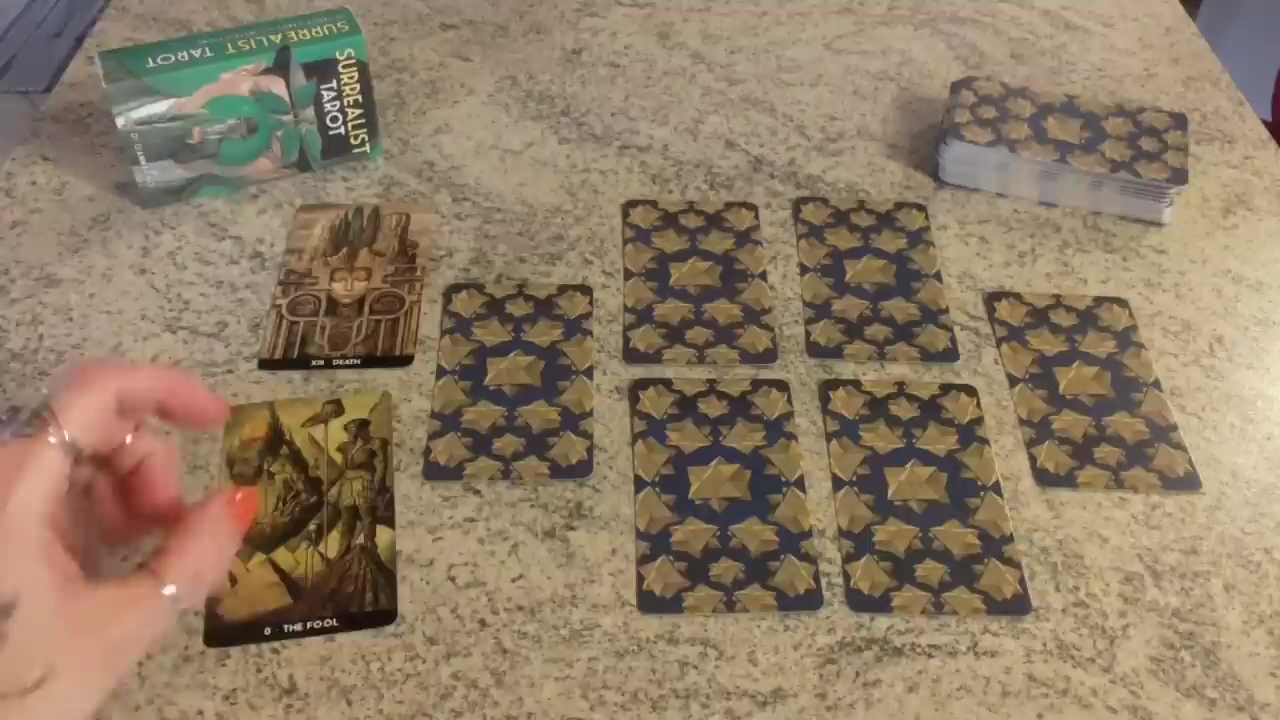 SURREALIST TAROT
SURREALIST
TAROT
XIII DEATH
0 · THE FOOL